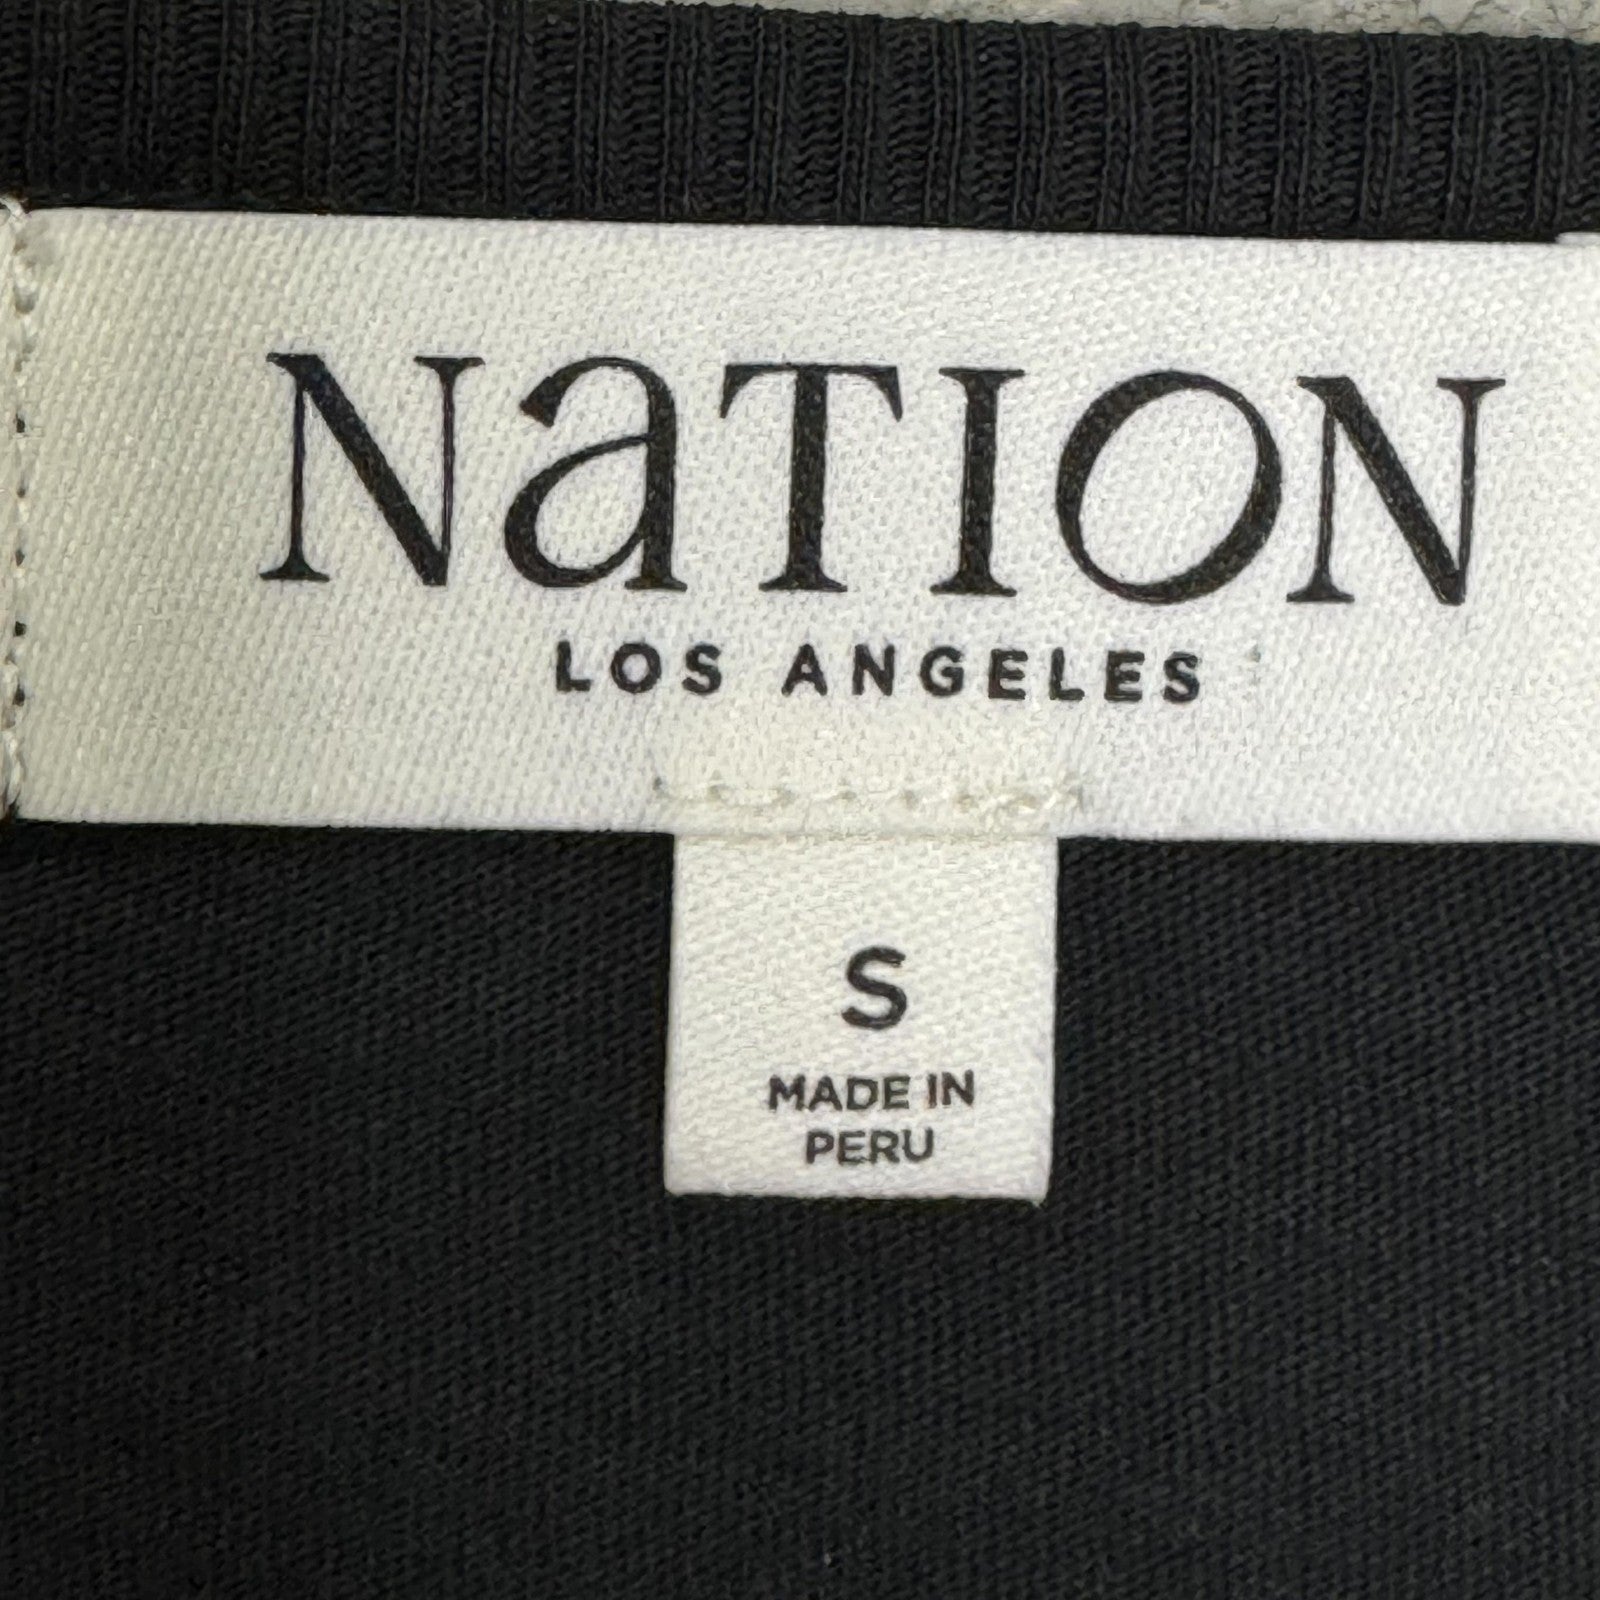 NaTION
LOS ANGELES
S
MADE IN
PERU